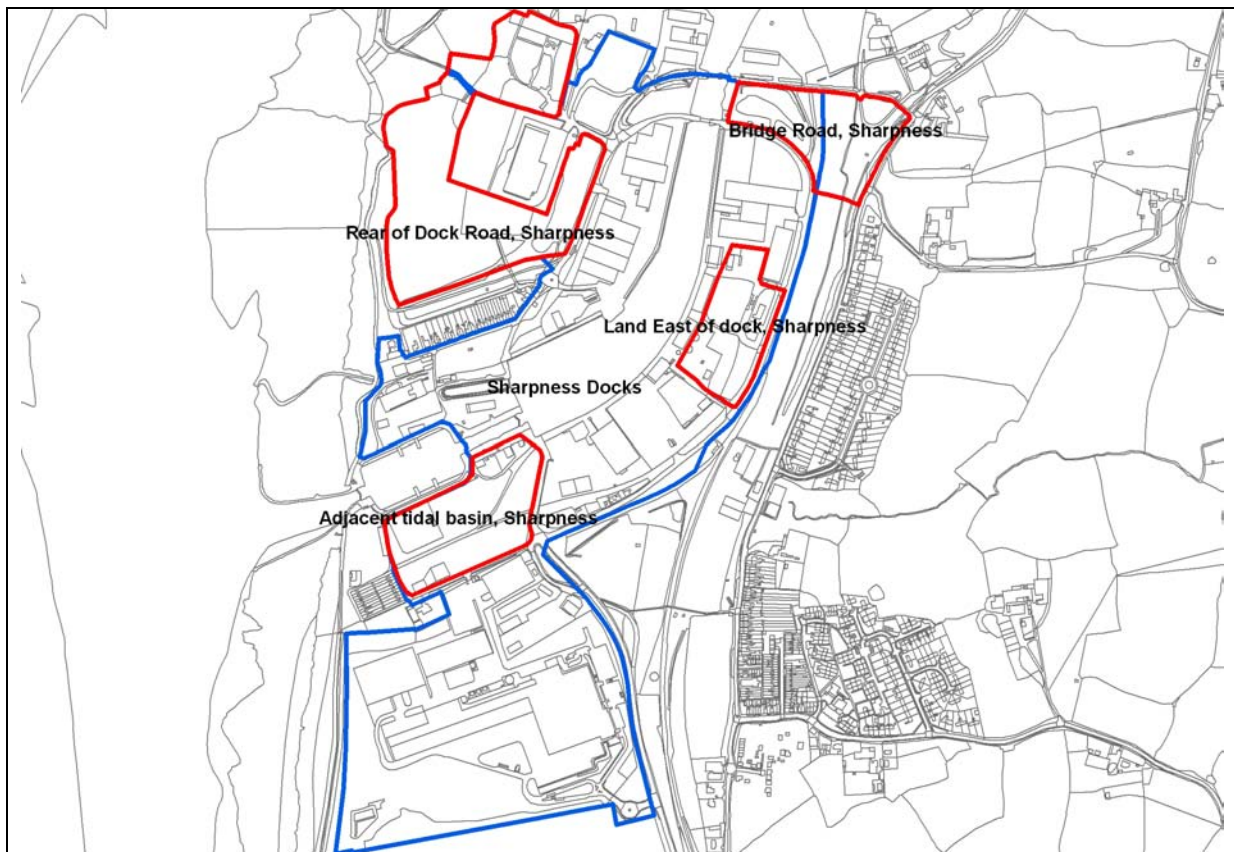 Bridge Road, Sharpness
Rear of Dock Road, Sharpness
Land East of dock, Sharpness
Sharpness Docks
Adjacent tidal basin, Sharpness